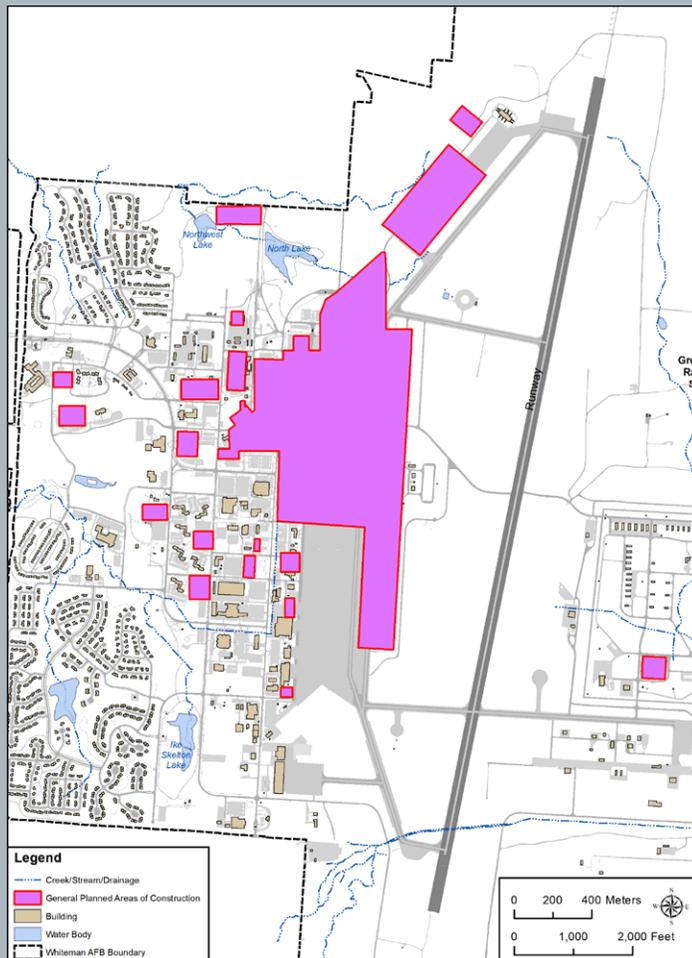 Northwest
Lake
North Lake
Runway
Ike
Skelton
Lake
Legend
Creek/Stream/Drainage
General Planned Areas of Construction
Building
Water Body
Whiteman AFB Boundary
0 200 400 Meters
N
W E
S
0 1,000 2,000 Feet